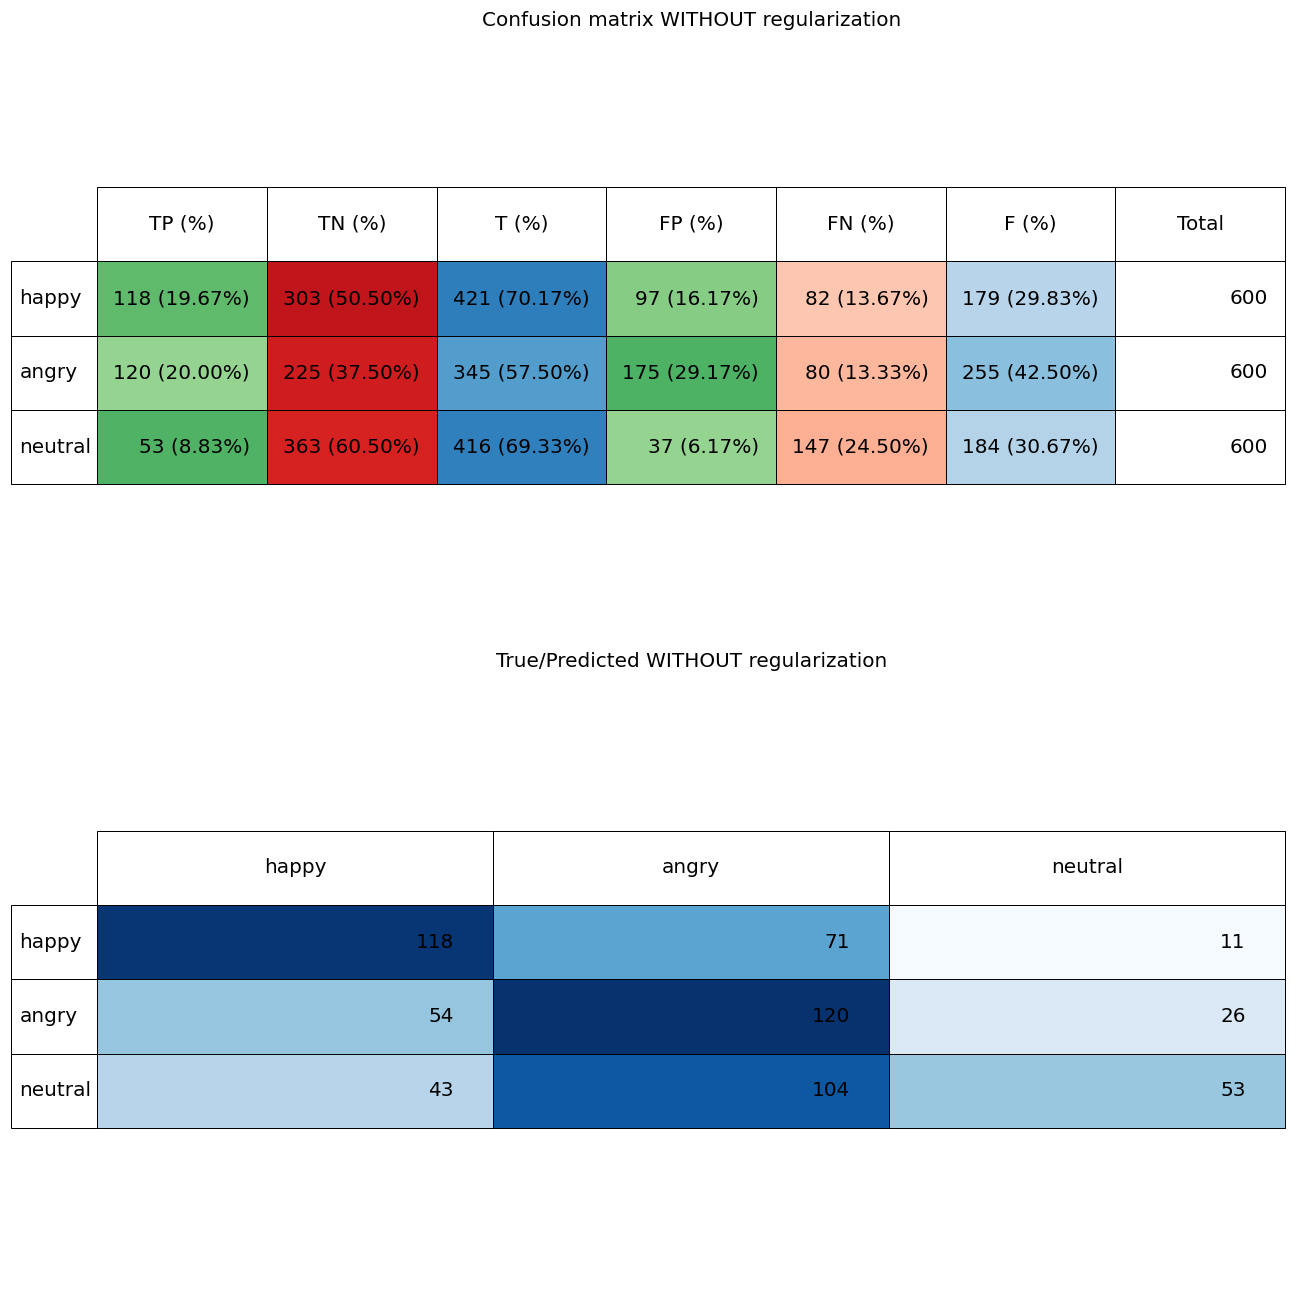 Confusion matrix WITHOUT regularization
TP (%) TN (%) T (%) FP (%) FN (%) F (%) Total
happy 118 (19.67%) 303 (50.50%) 421 (70.17%) 97 (16.17%) 82 (13.67%) 179 (29.83%) 600
angry 120 (20.00%) 225 (37.50%) 345 (57.50%) 175 (29.17%) 80 (13.33%) 255 (42.50%) 600
neutral 53 (8.83%) 363 (60.50%) 416 (69.33%) 37 (6.17%) 147 (24.50%) 184 (30.67%) 600
True/Predicted WITHOUT regularization
happy angry neutral
happy 118 71 11
angry 54 120 26
neutral 43 104 53